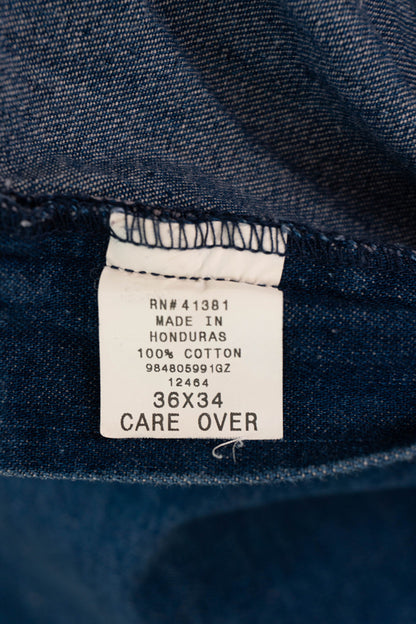 RN# 41381
MADE IN
HONDURAS
100% COTTON
984805991GZ
12464
36X34
CARE OVER